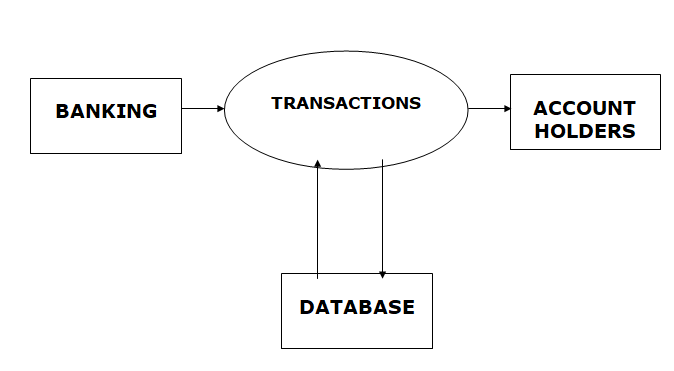 BANKING
TRANSACTIONS
ACCOUNT
HOLDERS
DATABASE